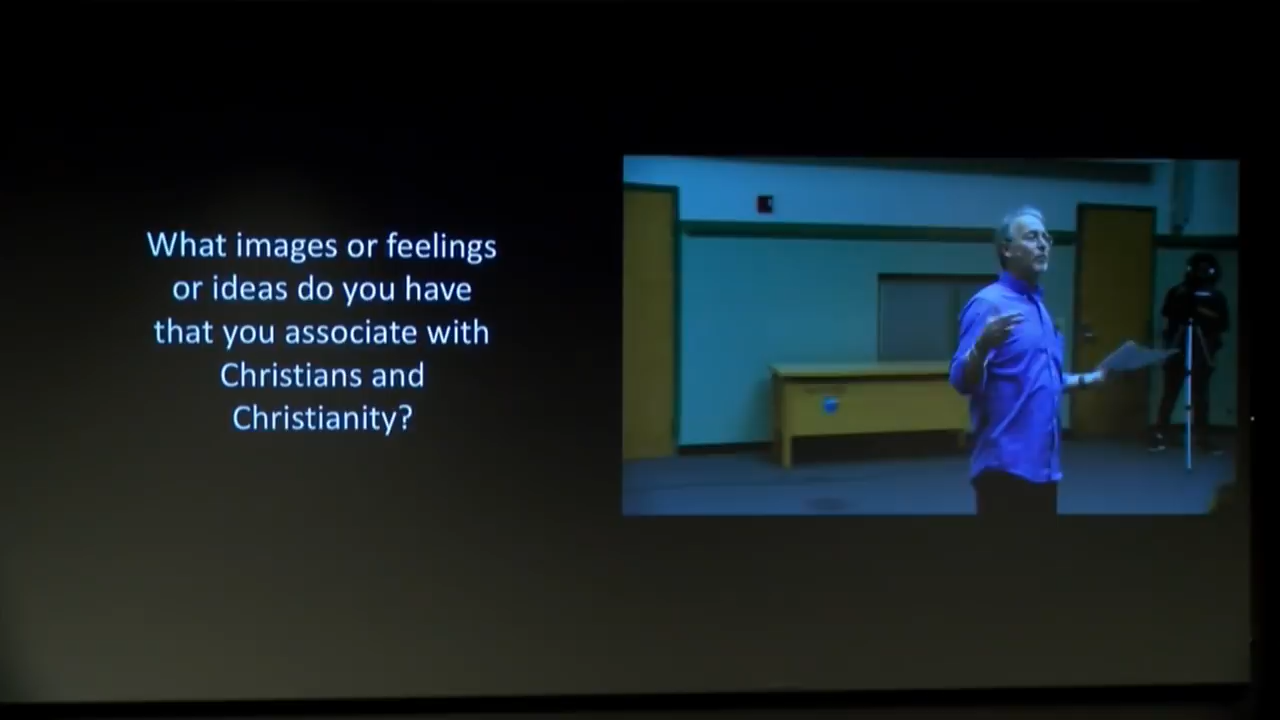 What images or feelings
or ideas do you have
that you associate with
Christians and
Christianity?